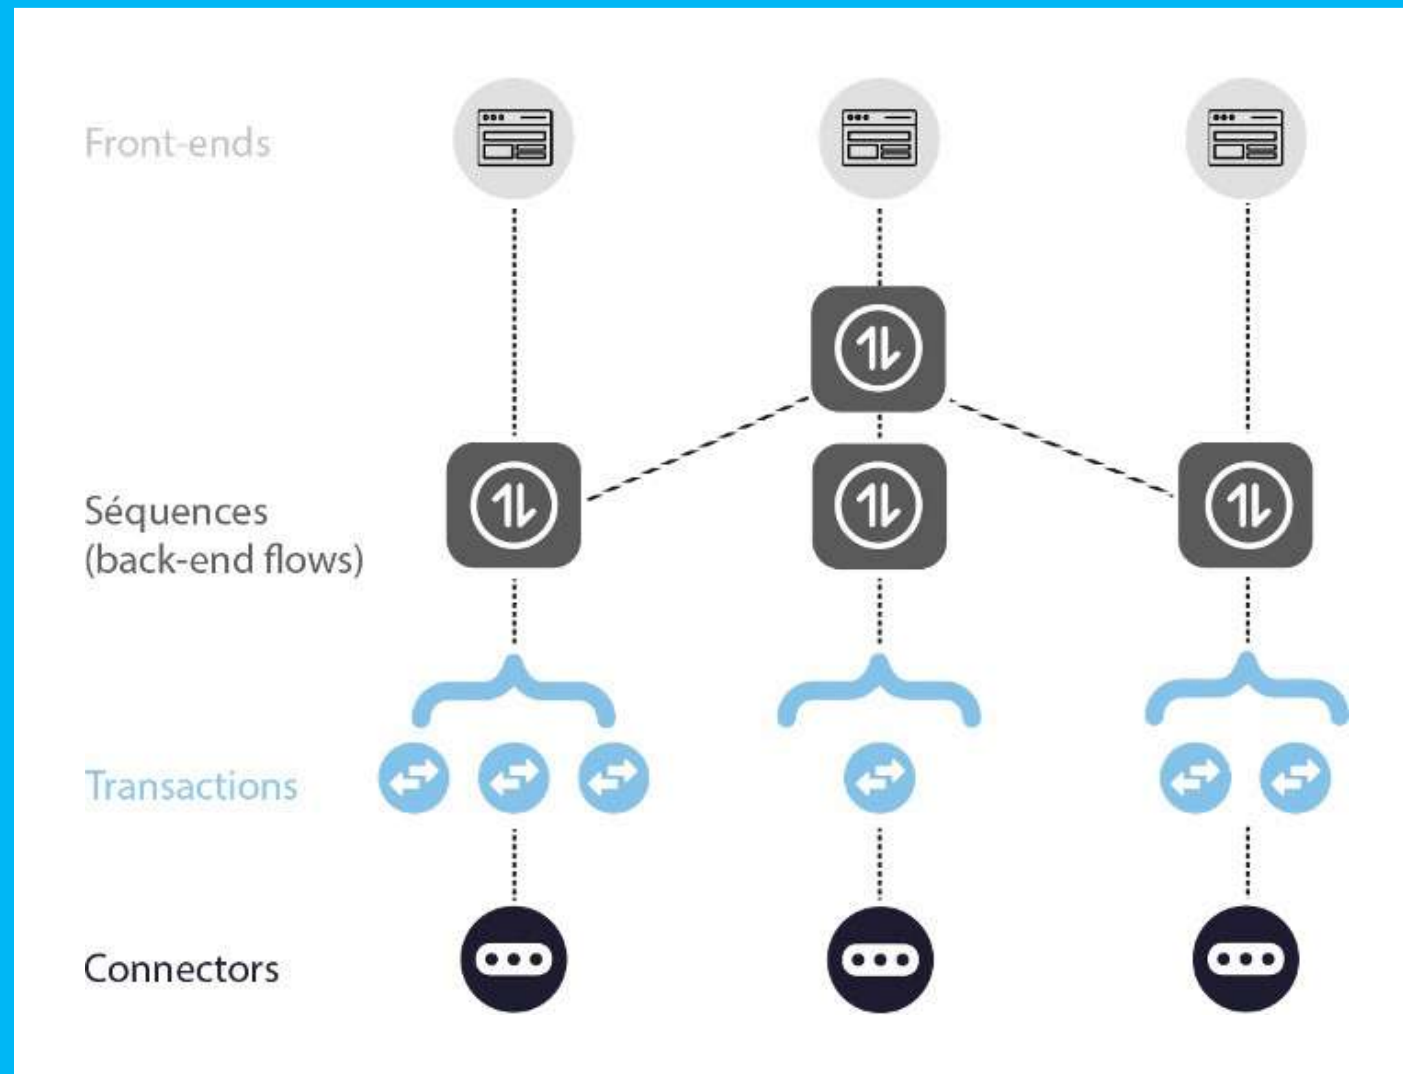 Front-ends
Séquences
(back-end flows)
Transactions
Connectors